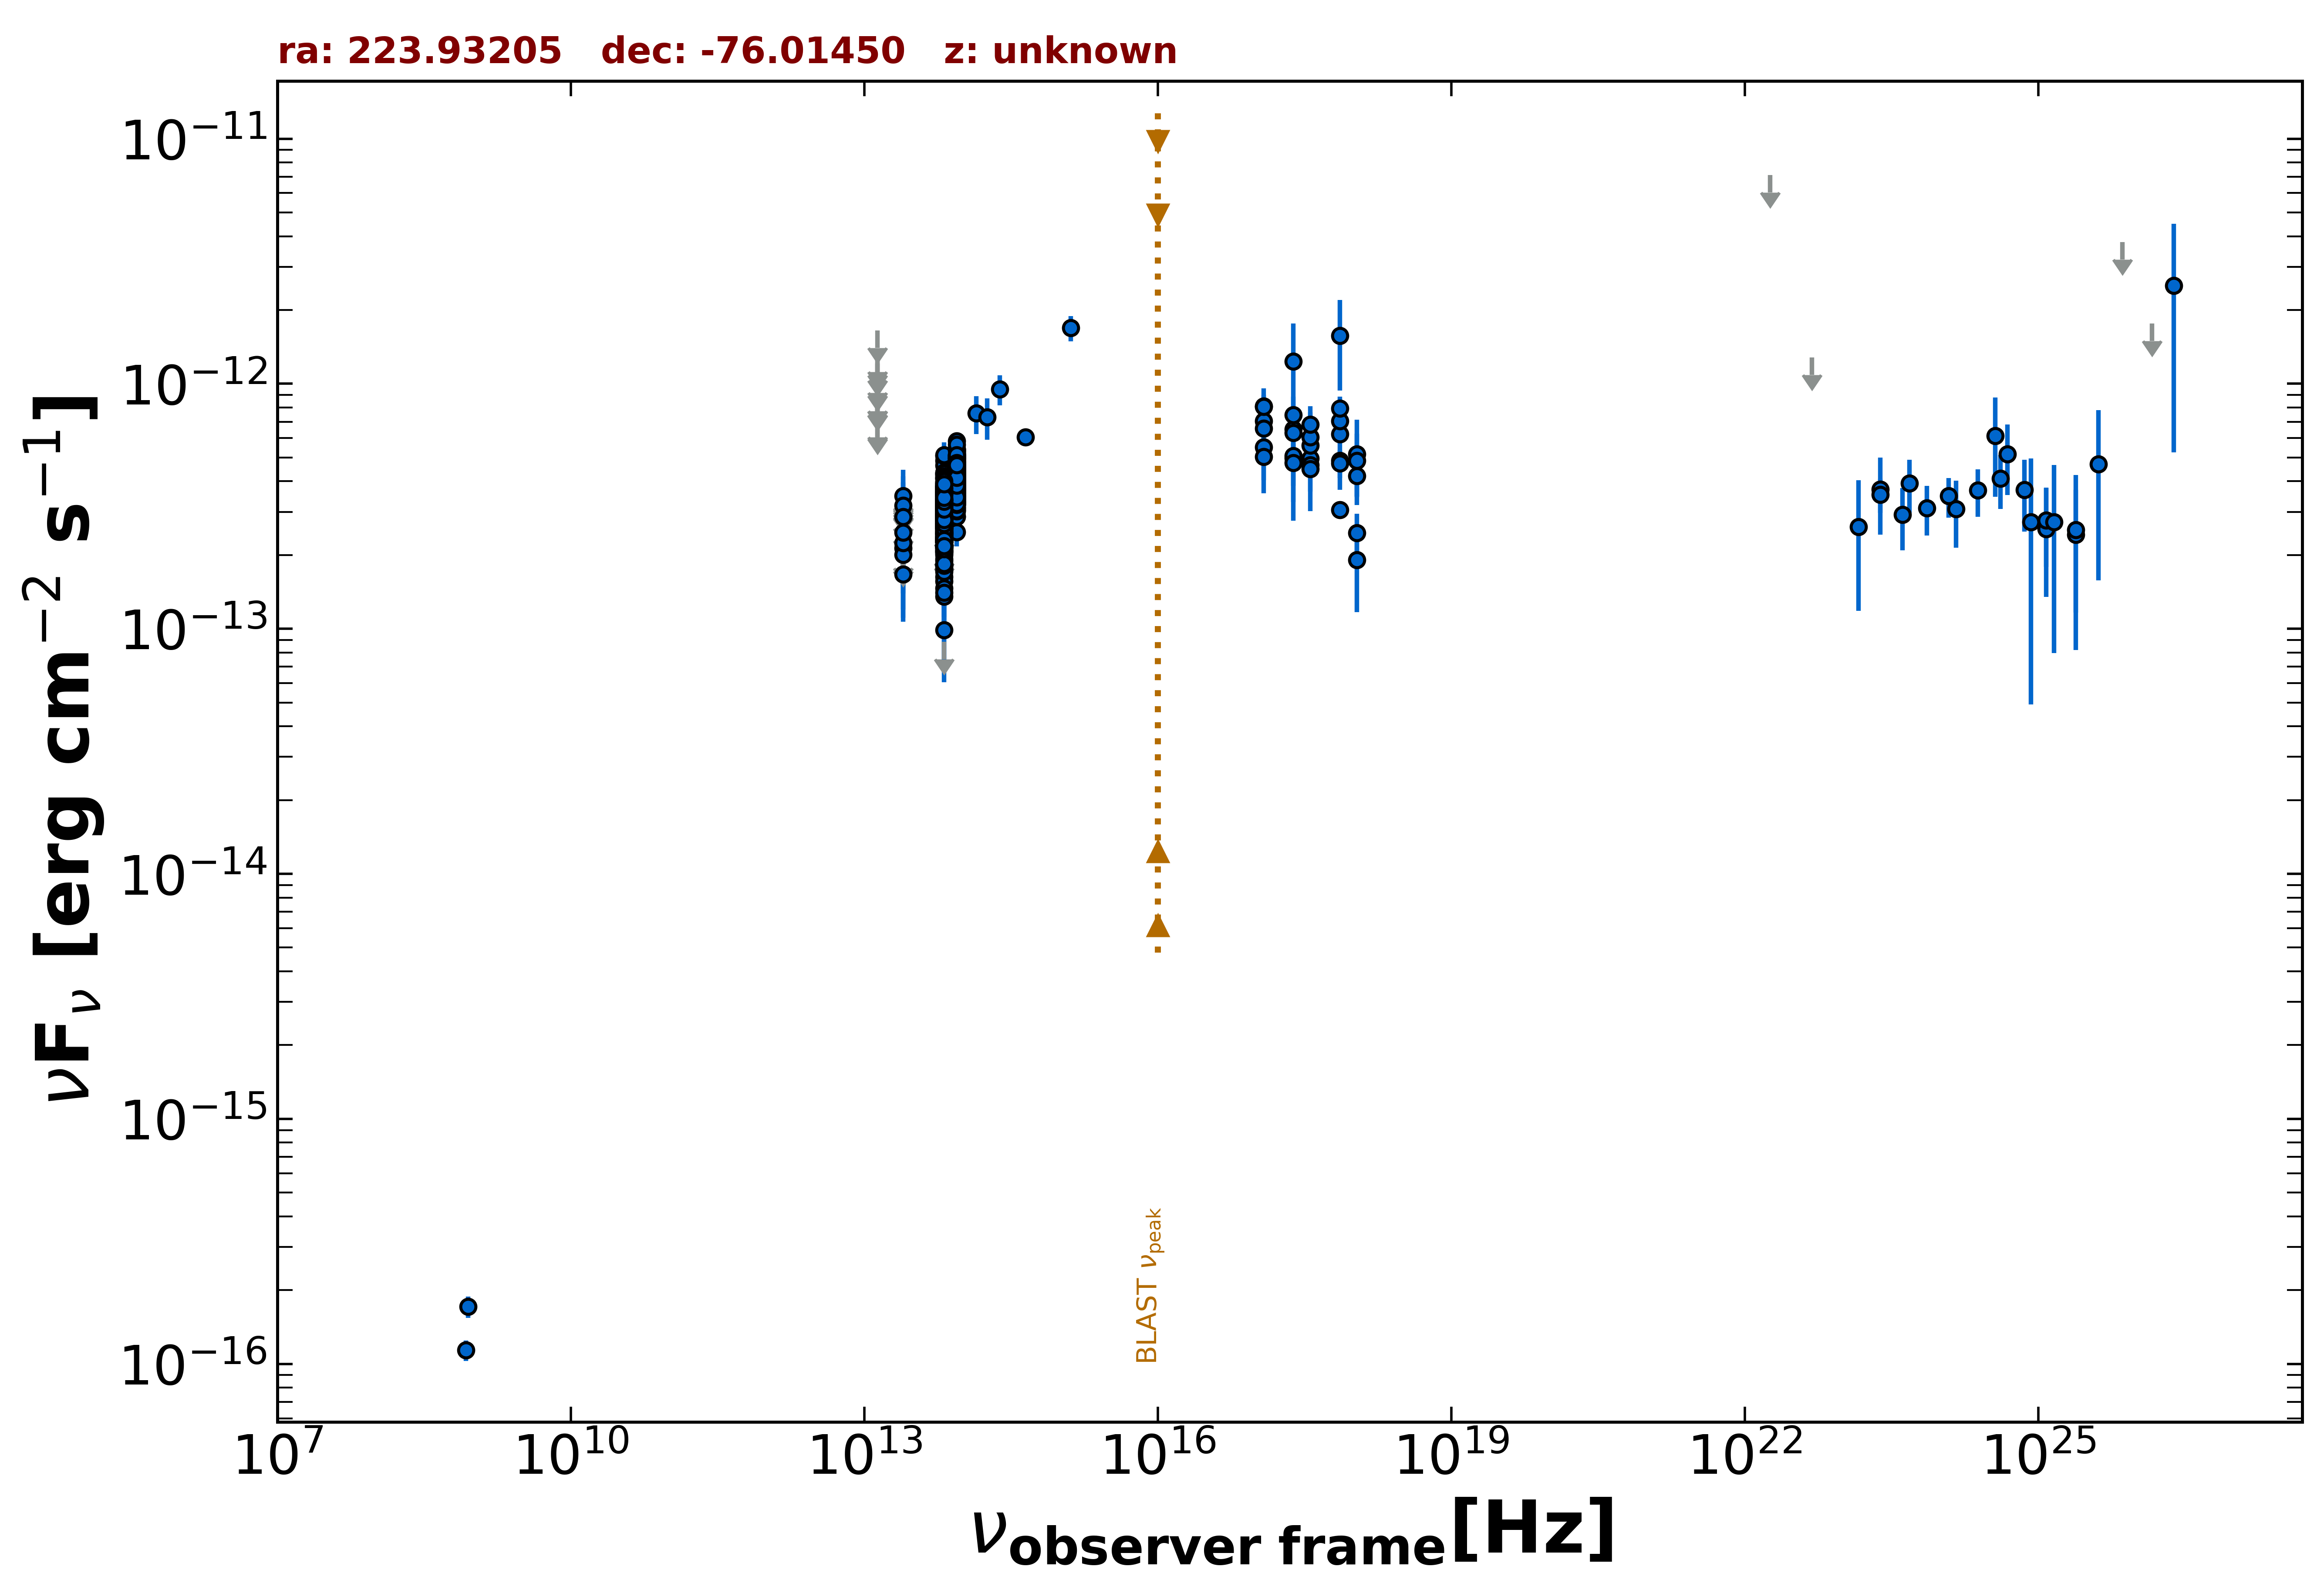 ra: 223.93205   dec: -76.01450   z: unknown
10⁻¹¹
10⁻¹²
10⁻¹³
10⁻¹⁴
10⁻¹⁵
10⁻¹⁶
νFν [erg cm⁻² s⁻¹]
BLAST νpeak
10⁷ 10¹⁰ 10¹³ 10¹⁶ 10¹⁹ 10²² 10²⁵
νobserver frame[Hz]